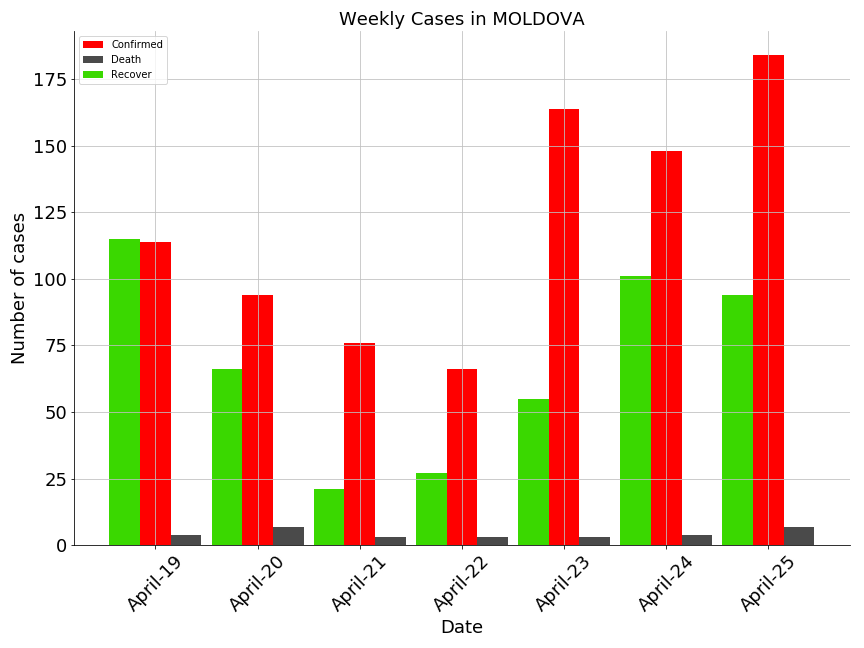 Weekly Cases in MOLDOVA
Confirmed
Death
Recover
Number of cases
175
150
125
100
75
50
25
0
April-19
April-20
April-21
April-22
April-23
April-24
April-25
Date